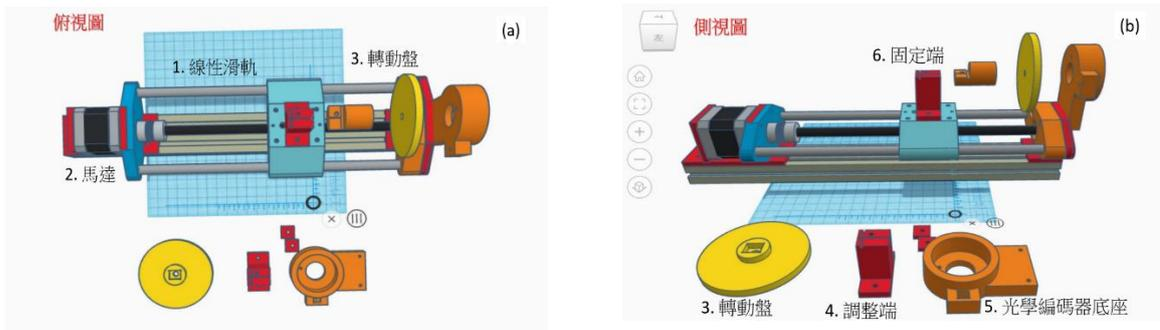 俯視圖
(a)
1. 線性滑軌
3. 轉動盤
2. 馬達
側視圖
(b)
左
6. 固定端
3. 轉動盤
4. 調整端
5. 光學編碼器底座